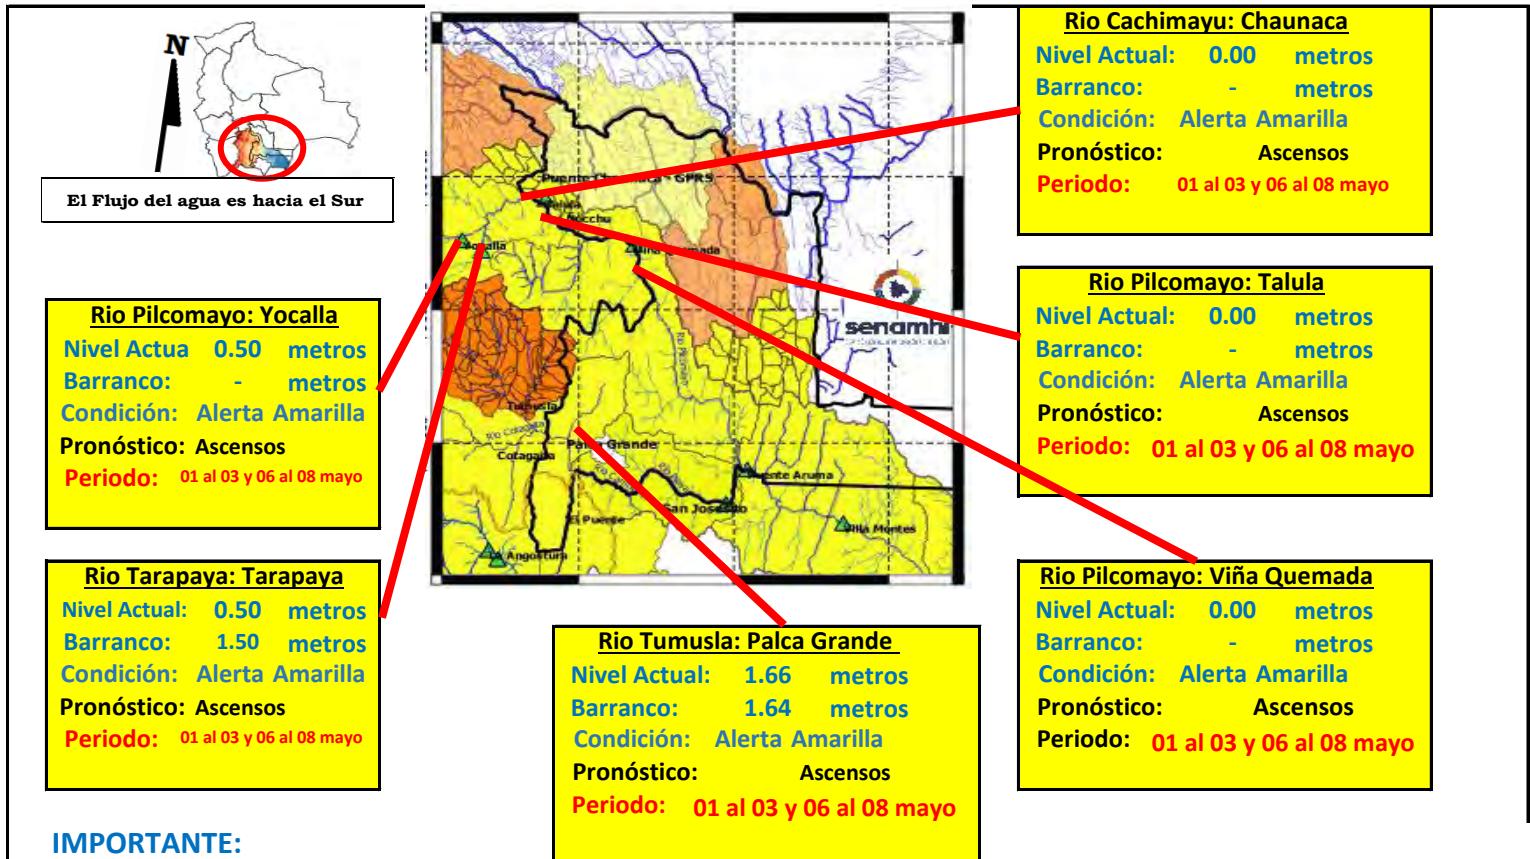 N
El Flujo del agua es hacia el Sur
Rio Pilcomayo: Yocalla
Nivel Actua 0.50 metros
Barranco: - metros
Condición: Alerta Amarilla
Pronóstico: Ascensos
Periodo: 01 al 03 y 06 al 08 mayo
Rio Tarapaya: Tarapaya
Nivel Actual: 0.50 metros
Barranco: 1.50 metros
Condición: Alerta Amarilla
Pronóstico: Ascensos
Periodo: 01 al 03 y 06 al 08 mayo
Puente
GPRS
Tumusla
Grande
El Puente
Angostura
Villa Montes
senamhi
Rio Tumusla: Palca Grande
Nivel Actual: 1.66 metros
Barranco: 1.64 metros
Condición: Alerta Amarilla
Pronóstico: Ascensos
Periodo: 01 al 03 y 06 al 08 mayo
Rio Cachimayu: Chaunaca
Nivel Actual: 0.00 metros
Barranco: - metros
Condición: Alerta Amarilla
Pronóstico: Ascensos
Periodo: 01 al 03 y 06 al 08 mayo
Rio Pilcomayo: Talula
Nivel Actual: 0.00 metros
Barranco: - metros
Condición: Alerta Amarilla
Pronóstico: Ascensos
Periodo: 01 al 03 y 06 al 08 mayo
Rio Pilcomayo: Viña Quemada
Nivel Actual: 0.00 metros
Barranco: - metros
Condición: Alerta Amarilla
Pronóstico: Ascensos
Periodo: 01 al 03 y 06 al 08 mayo
IMPORTANTE: